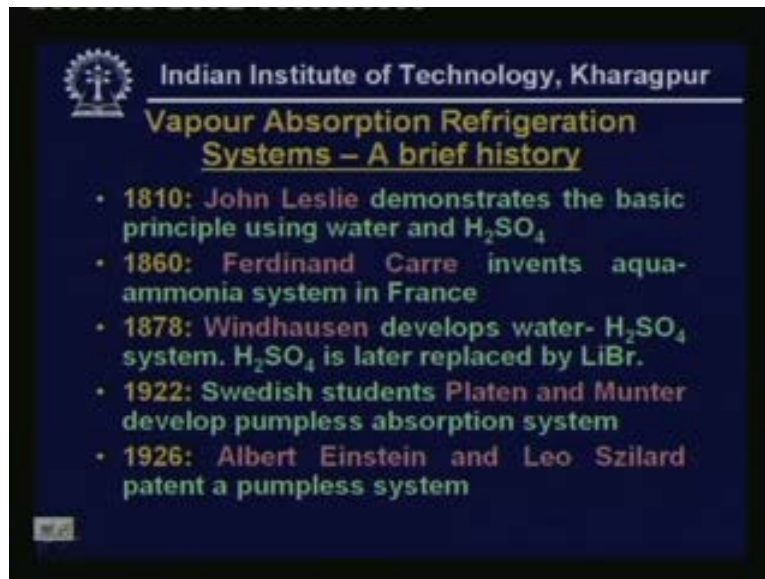 Indian Institute of Technology, Kharagpur
Vapour Absorption Refrigeration
Systems – A brief history
• 1810: John Leslie demonstrates the basic
principle using water and H₂SO₄
• 1860: Ferdinand Carre invents aqua-
ammonia system in France
• 1878: Windhausen develops water- H₂SO₄
system. H₂SO₄ is later replaced by LiBr.
• 1922: Swedish students Platen and Munter
develop pumpless absorption system
• 1926: Albert Einstein and Leo Szilard
patent a pumpless system